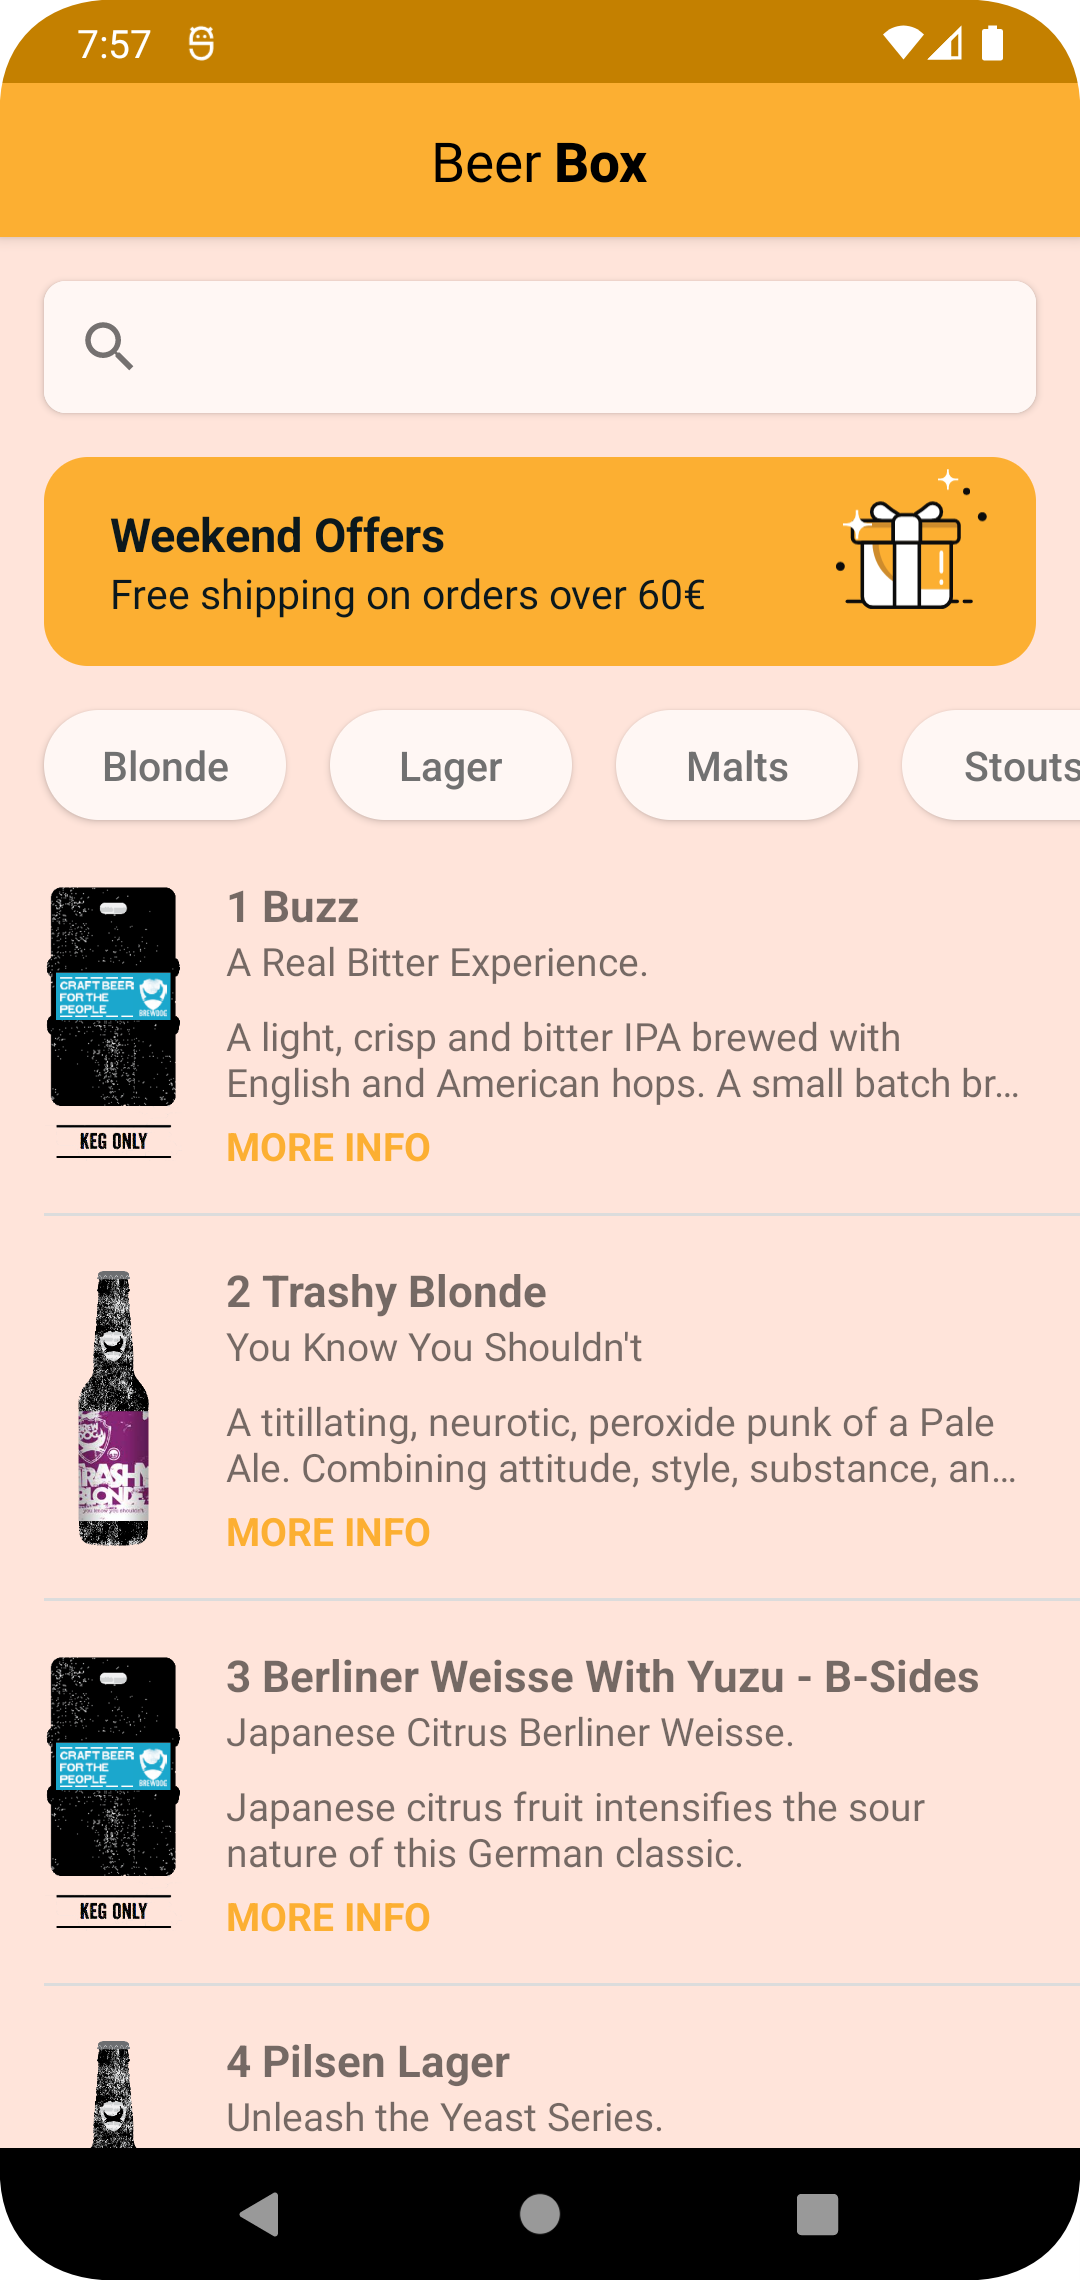 7:57
Beer Box
Weekend Offers
Free shipping on orders over 60€
Blonde Lager Malts Stouts
1 Buzz
A Real Bitter Experience.
CRAFT BEER
FOR THE
PEOPLE
BREWDOG
A light, crisp and bitter IPA brewed with
English and American hops. A small batch br...
KEG ONLY
MORE INFO
2 Trashy Blonde
You Know You Shouldn't
A titillating, neurotic, peroxide punk of a Pale
Ale. Combining attitude, style, substance, an...
TRASHY
BLONDE
you know you shouldn't
MORE INFO
3 Berliner Weisse With Yuzu - B-Sides
Japanese Citrus Berliner Weisse.
CRAFT BEER
FOR THE
PEOPLE
BREWDOG
Japanese citrus fruit intensifies the sour
nature of this German classic.
KEG ONLY
MORE INFO
4 Pilsen Lager
Unleash the Yeast Series.